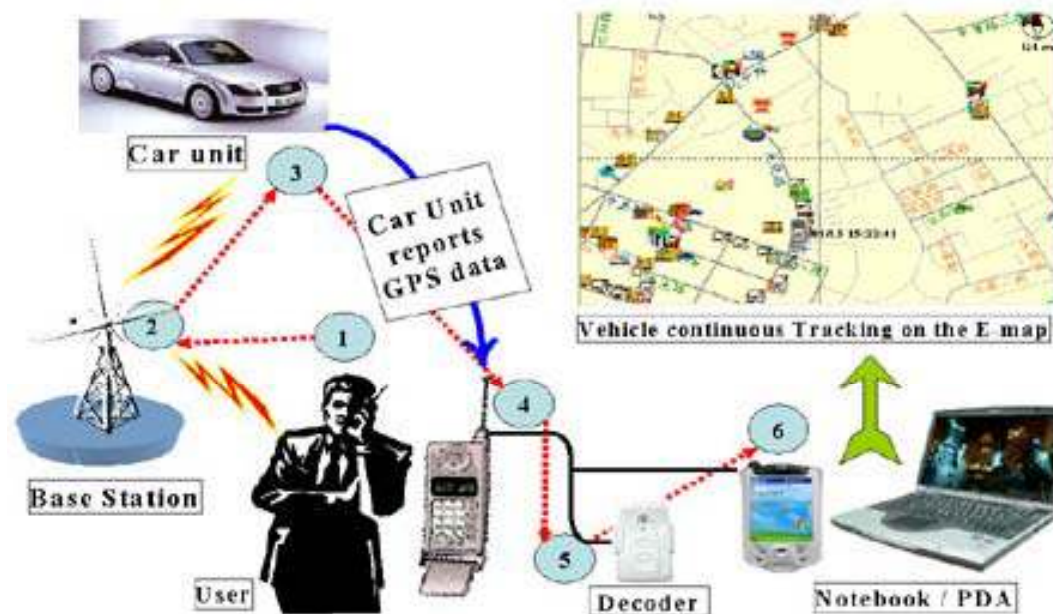 Car unit
3
Car Unit
reports
GPS data
Vehicle continuous Tracking on the E map
2
1
4
6
Base Station
5
User
Decoder
Notebook / PDA